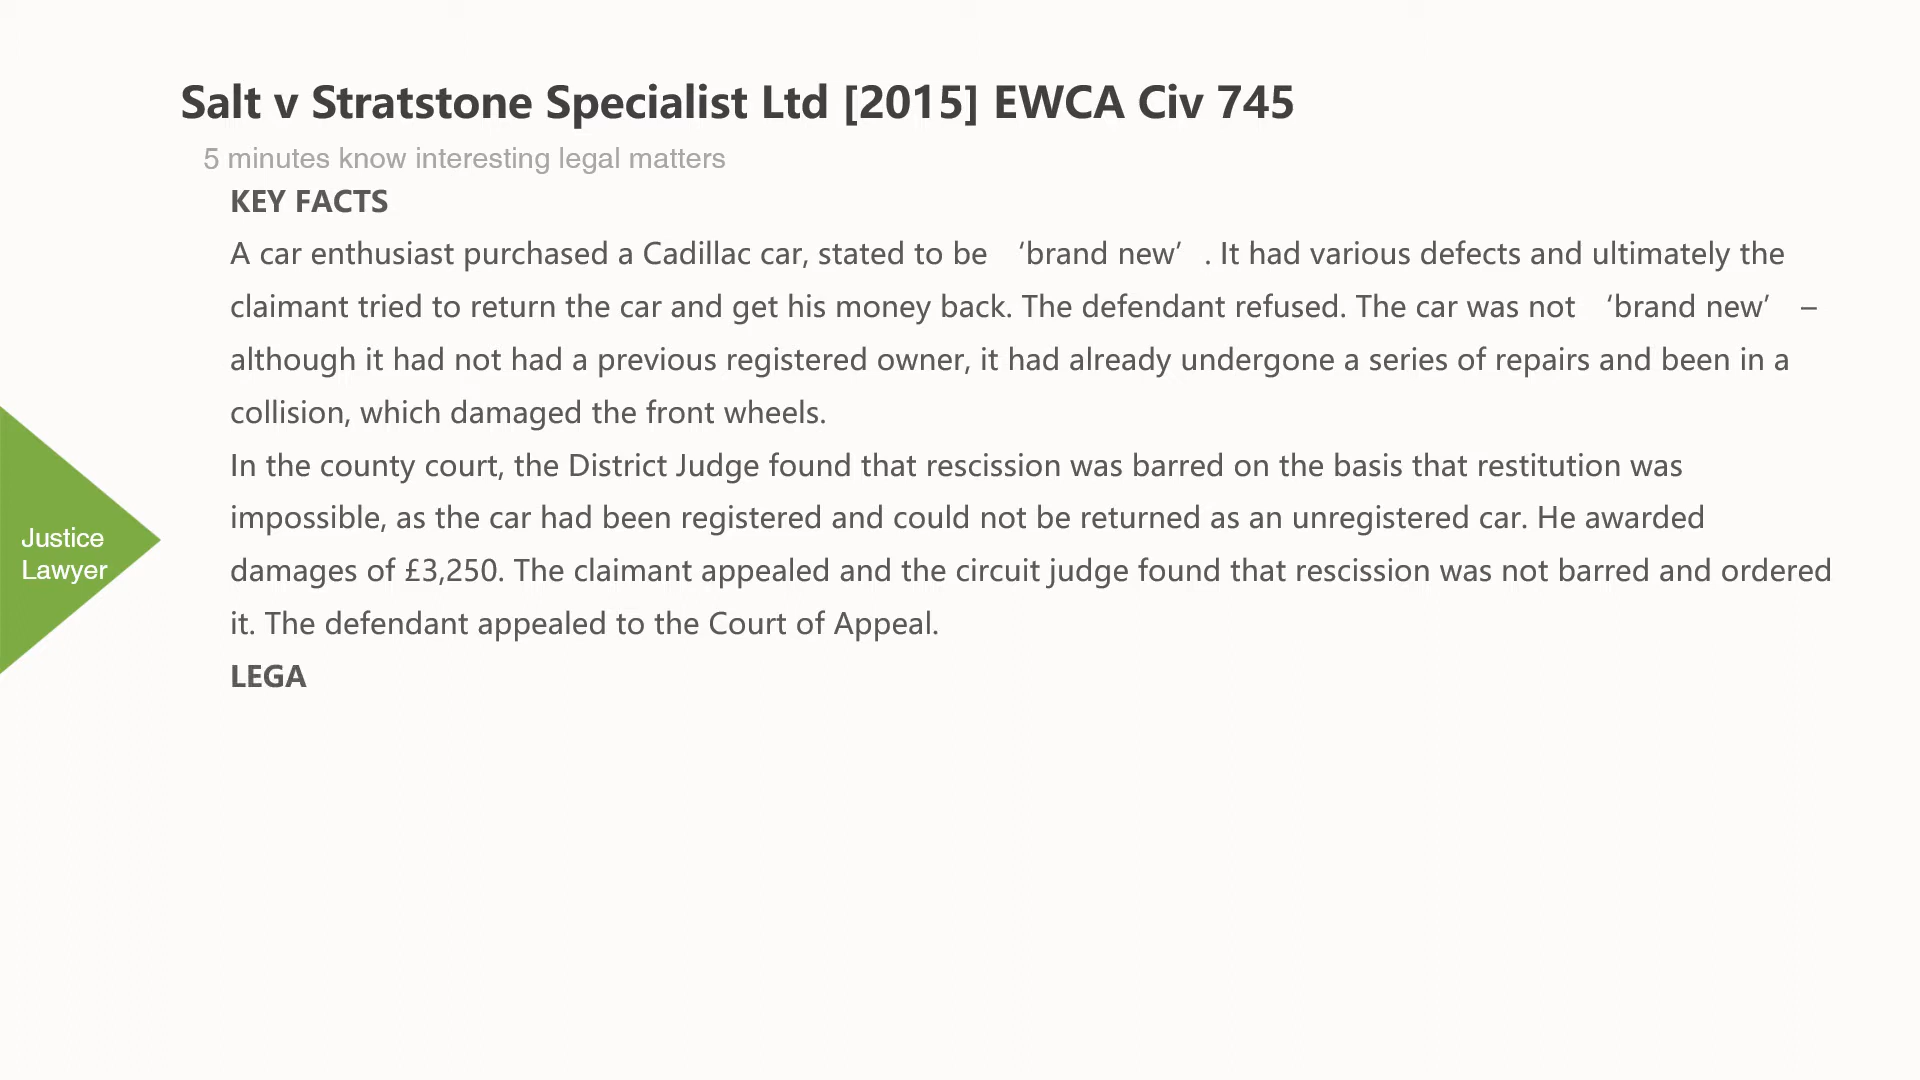 Salt v Stratstone Specialist Ltd [2015] EWCA Civ 745
5 minutes know interesting legal matters
KEY FACTS
A car enthusiast purchased a Cadillac car, stated to be ‘brand new’. It had various defects and ultimately the
claimant tried to return the car and get his money back. The defendant refused. The car was not ‘brand new’ –
although it had not had a previous registered owner, it had already undergone a series of repairs and been in a
collision, which damaged the front wheels.
In the county court, the District Judge found that rescission was barred on the basis that restitution was
impossible, as the car had been registered and could not be returned as an unregistered car. He awarded
damages of £3,250. The claimant appealed and the circuit judge found that rescission was not barred and ordered
it. The defendant appealed to the Court of Appeal.
LEGA
Justice
Lawyer